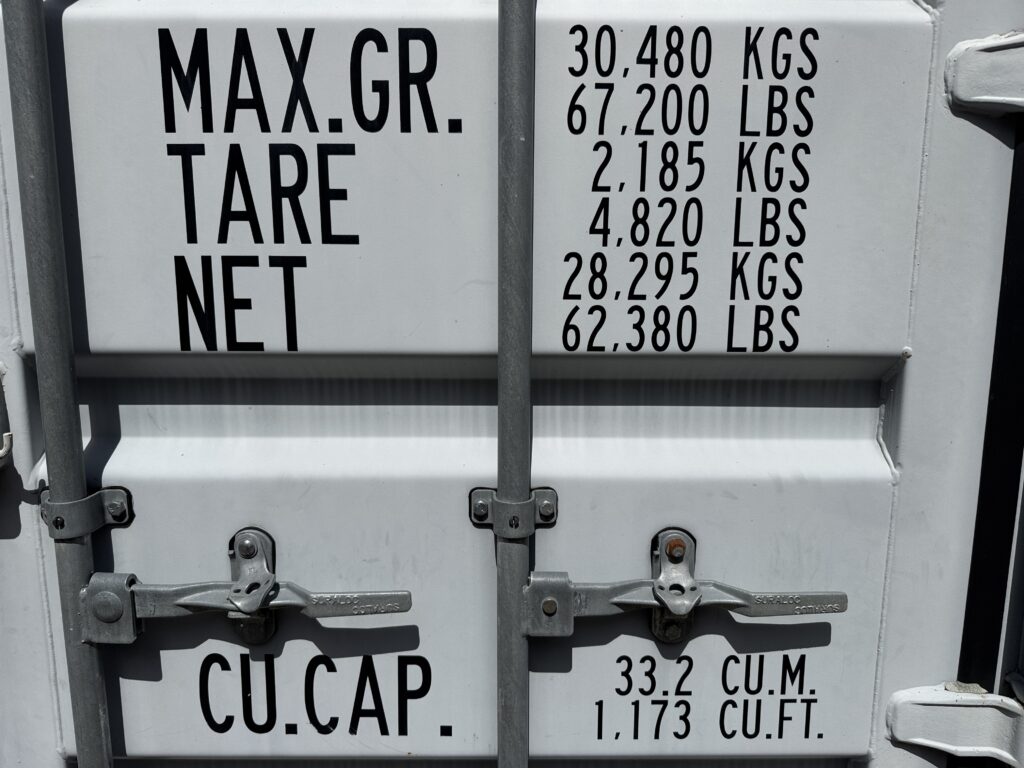 MAX.GR. 30,480 KGS
67,200 LBS
TARE 2,185 KGS
4,820 LBS
NET 28,295 KGS
62,380 LBS
CU.CAP. 33.2 CU.M.
1,173 CU.FT.